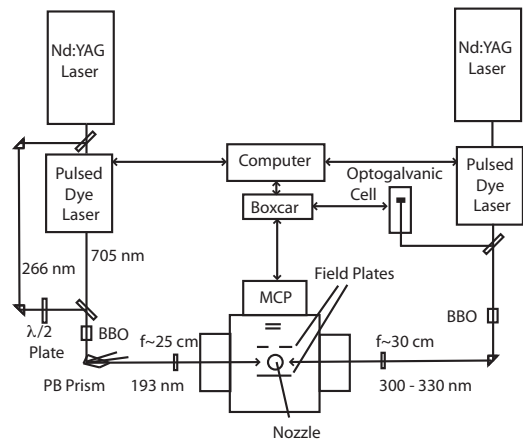 Nd:YAG
Laser
Nd:YAG
Laser
Pulsed
Dye
Laser
Computer
Boxcar
Optogalvanic
Cell
Pulsed
Dye
Laser
266 nm
705 nm
λ/2
Plate
BBO
PB Prism
f~25 cm
193 nm
MCP
Field Plates
Nozzle
f~30 cm
300 - 330 nm
BBO